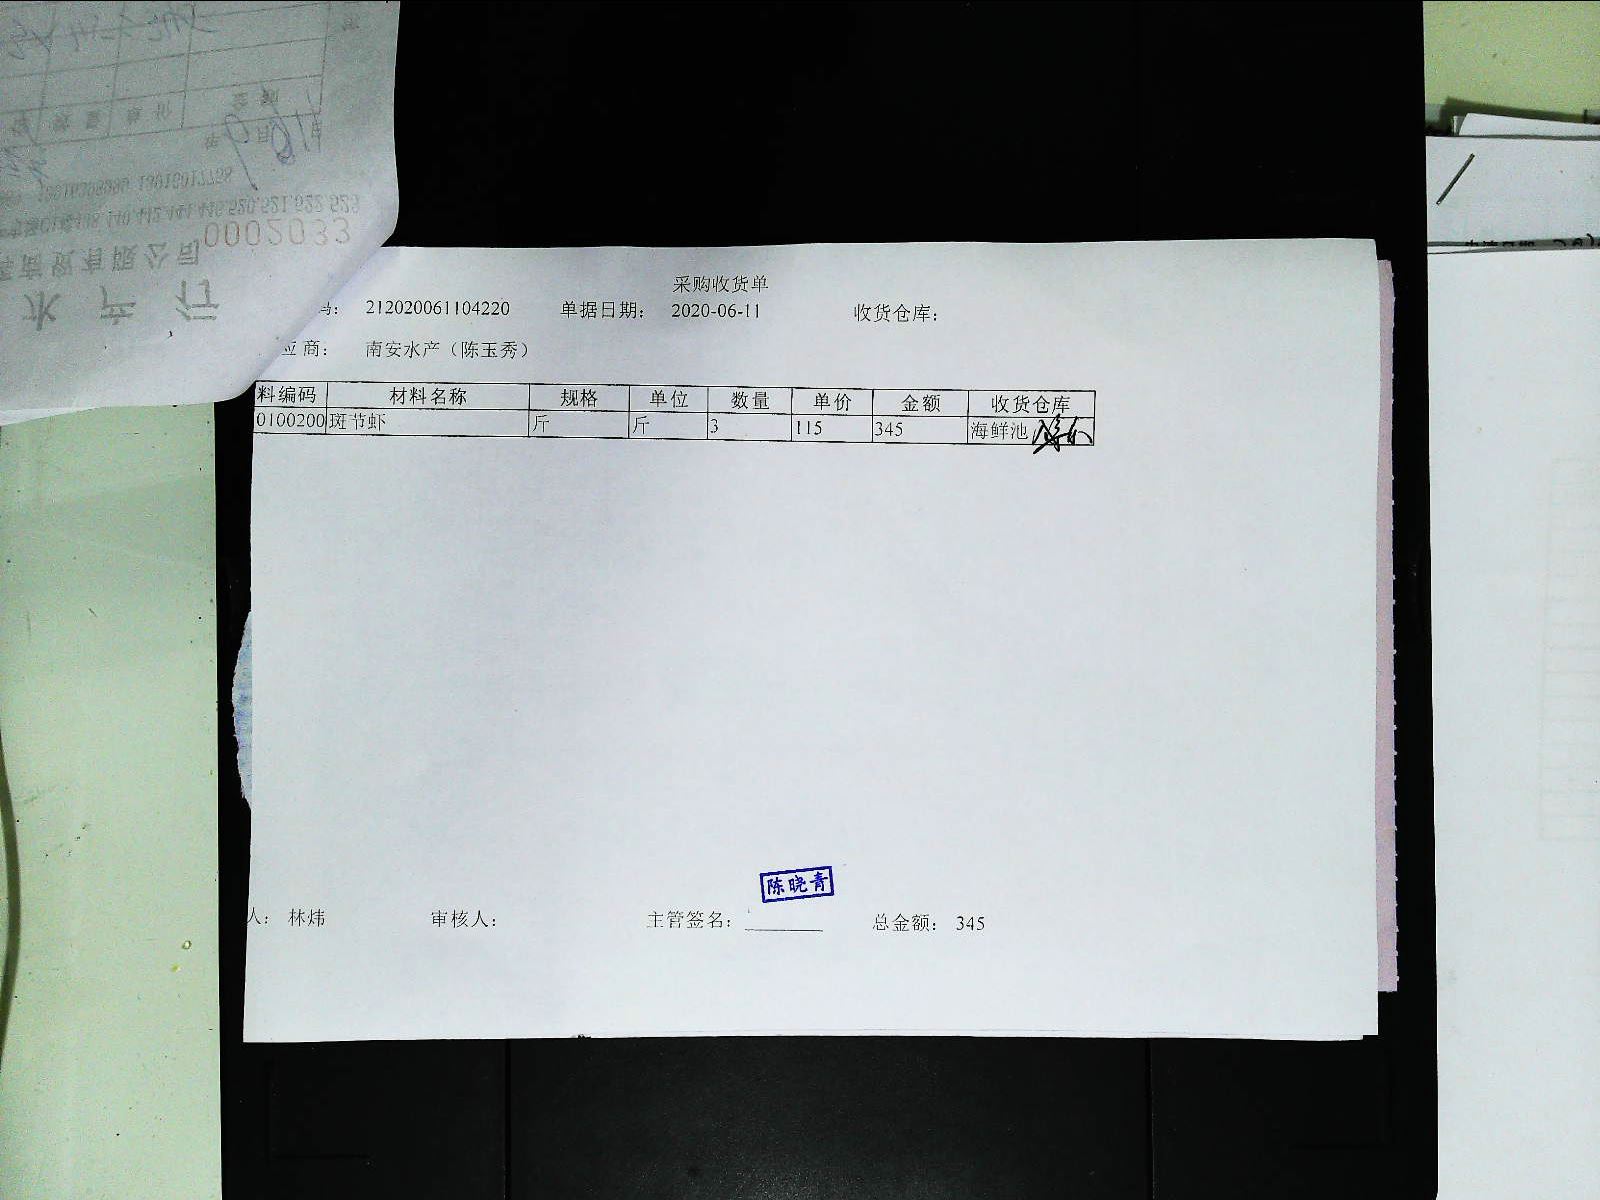 0002033
水产行
采购收货单
码： 212020061104220 单据日期： 2020-06-11 收货仓库：
应商： 南安水产（陈玉秀）
料编码 材料名称 规格 单位 数量 单价 金额 收货仓库
0100200 斑节虾 斤 斤 3 115 345 海鲜池
陈晓青
人： 林炜 审核人： 主管签名： 总金额： 345